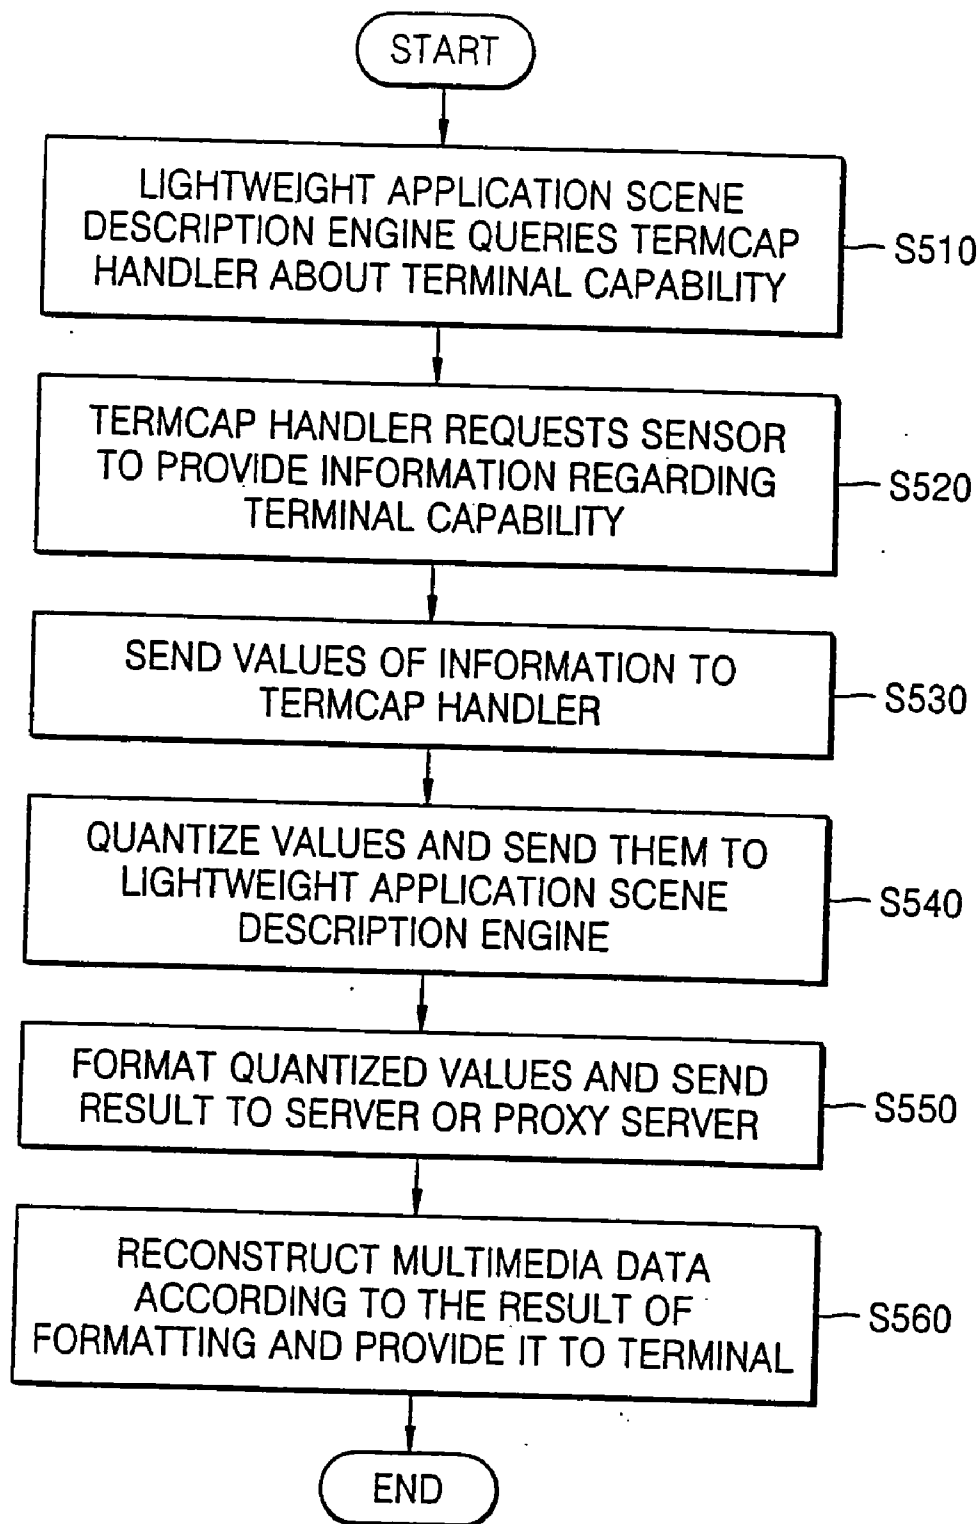 START
LIGHTWEIGHT APPLICATION SCENE
DESCRIPTION ENGINE QUERIES TERMCAP
HANDLER ABOUT TERMINAL CAPABILITY
S510
TERMCAP HANDLER REQUESTS SENSOR
TO PROVIDE INFORMATION REGARDING
TERMINAL CAPABILITY
S520
SEND VALUES OF INFORMATION TO
TERMCAP HANDLER
S530
QUANTIZE VALUES AND SEND THEM TO
LIGHTWEIGHT APPLICATION SCENE
DESCRIPTION ENGINE
S540
FORMAT QUANTIZED VALUES AND SEND
RESULT TO SERVER OR PROXY SERVER
S550
RECONSTRUCT MULTIMEDIA DATA
ACCORDING TO THE RESULT OF
FORMATTING AND PROVIDE IT TO TERMINAL
S560
END